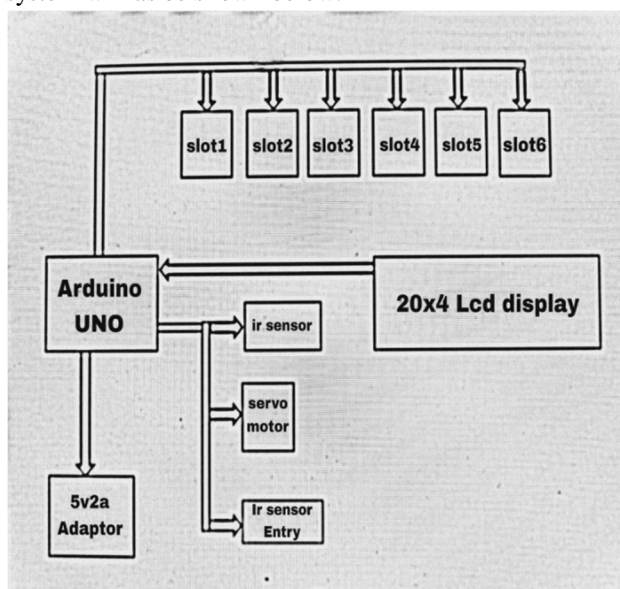 slot1 slot2 slot3 slot4 slot5 slot6
Arduino
UNO
20x4 Lcd display
ir sensor
servo
motor
5v2a
Adaptor
Ir sensor
Entry